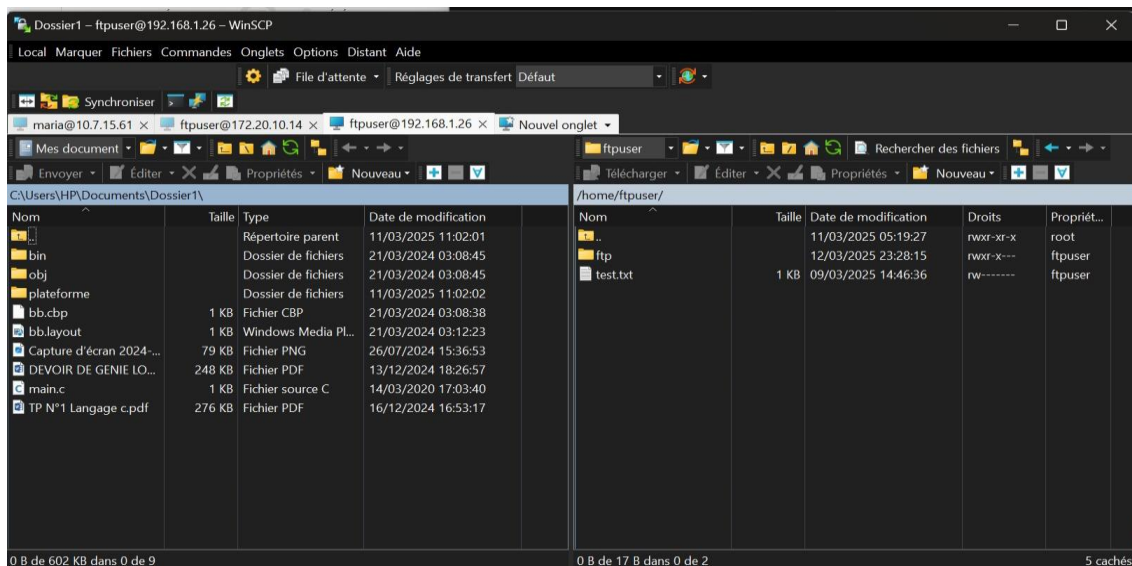 Dossier1 – ftpuser@192.168.1.26 – WinSCP
Local Marquer Fichiers Commandes Onglets Options Distant Aide
File d'attente Réglages de transfert Défaut
Synchroniser
maria@10.7.15.61 ftpuser@172.20.10.14 ftpuser@192.168.1.26 Nouvel onglet
Mes document ftpuser Rechercher des fichiers
Envoyer Éditer Propriétés Nouveau Télécharger Éditer Propriétés Nouveau
C:\Users\HP\Documents\Dossier1\ /home/ftpuser/
Nom Taille Type Date de modification Nom Taille Date de modification Droits Propriét...
.. Répertoire parent 11/03/2025 11:02:01 .. 11/03/2025 05:19:27 rwxr-xr-x root
bin Dossier de fichiers 21/03/2024 03:08:45 ftp 12/03/2025 23:28:15 rwxr-x--- ftpuser
obj Dossier de fichiers 21/03/2024 03:08:45 test.txt 1 KB 09/03/2025 14:46:36 rw------- ftpuser
plateforme Dossier de fichiers 11/03/2025 11:02:02
bb.cbp 1 KB Fichier CBP 21/03/2024 03:08:38
bb.layout 1 KB Windows Media Pl... 21/03/2024 03:12:23
Capture d'écran 2024-... 79 KB Fichier PNG 26/07/2024 15:36:53
DEVOIR DE GENIE LO... 248 KB Fichier PDF 13/12/2024 18:26:57
main.c 1 KB Fichier source C 14/03/2020 17:03:40
TP N°1 Langage c.pdf 276 KB Fichier PDF 16/12/2024 16:53:17
0 B de 602 KB dans 0 de 9 0 B de 17 B dans 0 de 2 5 cachés